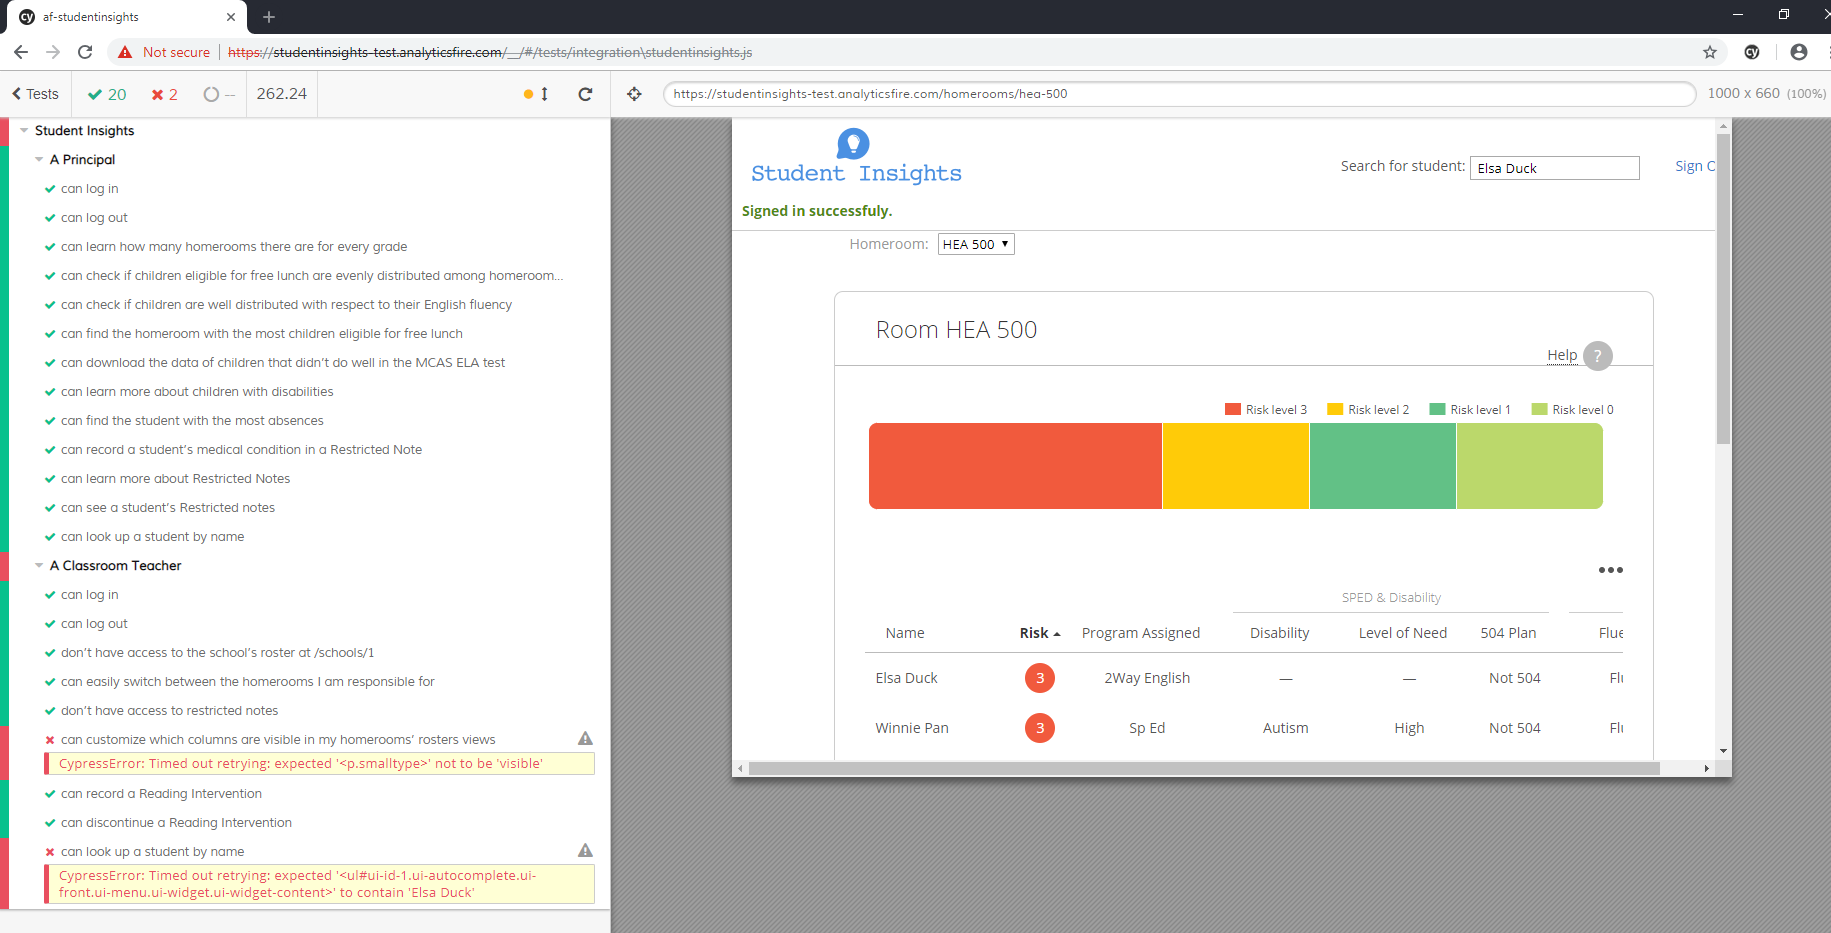 af-studentinsights
Not secure https://studentinsights-test.analyticsfire.com/__/#/tests/integration\studentinsights.js
Tests 20 2 -- 262.24
https://studentinsights-test.analyticsfire.com/homerooms/hea-500 1000 x 660 (100%)
Student Insights
A Principal
can log in
can log out
can learn how many homerooms there are for every grade
can check if children eligible for free lunch are evenly distributed among homeroom...
can check if children are well distributed with respect to their English fluency
can find the homeroom with the most children eligible for free lunch
can download the data of children that didn't do well in the MCAS ELA test
can learn more about children with disabilities
can find the student with the most absences
can record a student's medical condition in a Restricted Note
can learn more about Restricted Notes
can see a student's Restricted notes
can look up a student by name
A Classroom Teacher
can log in
can log out
don't have access to the school's roster at /schools/1
can easily switch between the homerooms I am responsible for
don't have access to restricted notes
can customize which columns are visible in my homerooms' rosters views
CypressError: Timed out retrying: expected '<p.smalltype>' not to be 'visible'
can record a Reading Intervention
can discontinue a Reading Intervention
can look up a student by name
CypressError: Timed out retrying: expected '<ul#ui-id-1.ui-autocomplete.ui-
front.ui-menu.ui-widget.ui-widget-content>' to contain 'Elsa Duck'
Student Insights
Search for student: Elsa Duck Sign O
Signed in successfuly.
Homeroom: HEA 500
Room HEA 500
Help ?
Risk level 3 Risk level 2 Risk level 1 Risk level 0
SPED & Disability
Name Risk Program Assigned Disability Level of Need 504 Plan Flue
Elsa Duck 3 2Way English — — Not 504 Flu
Winnie Pan 3 Sp Ed Autism High Not 504 Flu